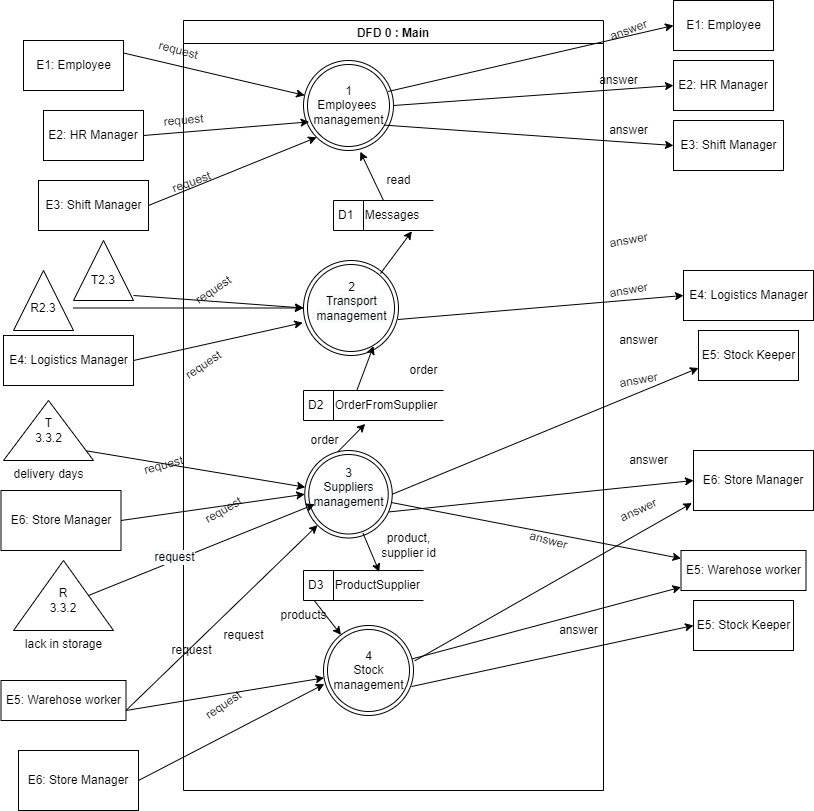 DFD 0 : Main
E1: Employee
request
answer
E1: Employee
1
Employees
management
E2: HR Manager
request
answer
E2: HR Manager
E3: Shift Manager
request
answer
E3: Shift Manager
read
D1
Messages
T2.3
R2.3
request
2
Transport
management
answer
answer
E4: Logistics Manager
E4: Logistics Manager
request
answer
E5: Stock Keeper
order
answer
D2
OrderFromSupplier
T
3.3.2
delivery days
request
order
3
Suppliers
management
answer
E6: Store Manager
E6: Store Manager
request
answer
product,
supplier id
answer
R
3.3.2
lack in storage
request
D3
ProductSupplier
E5: Warehose worker
products
request
request
answer
E5: Stock Keeper
4
Stock
management
E5: Warehose worker
request
E6: Store Manager